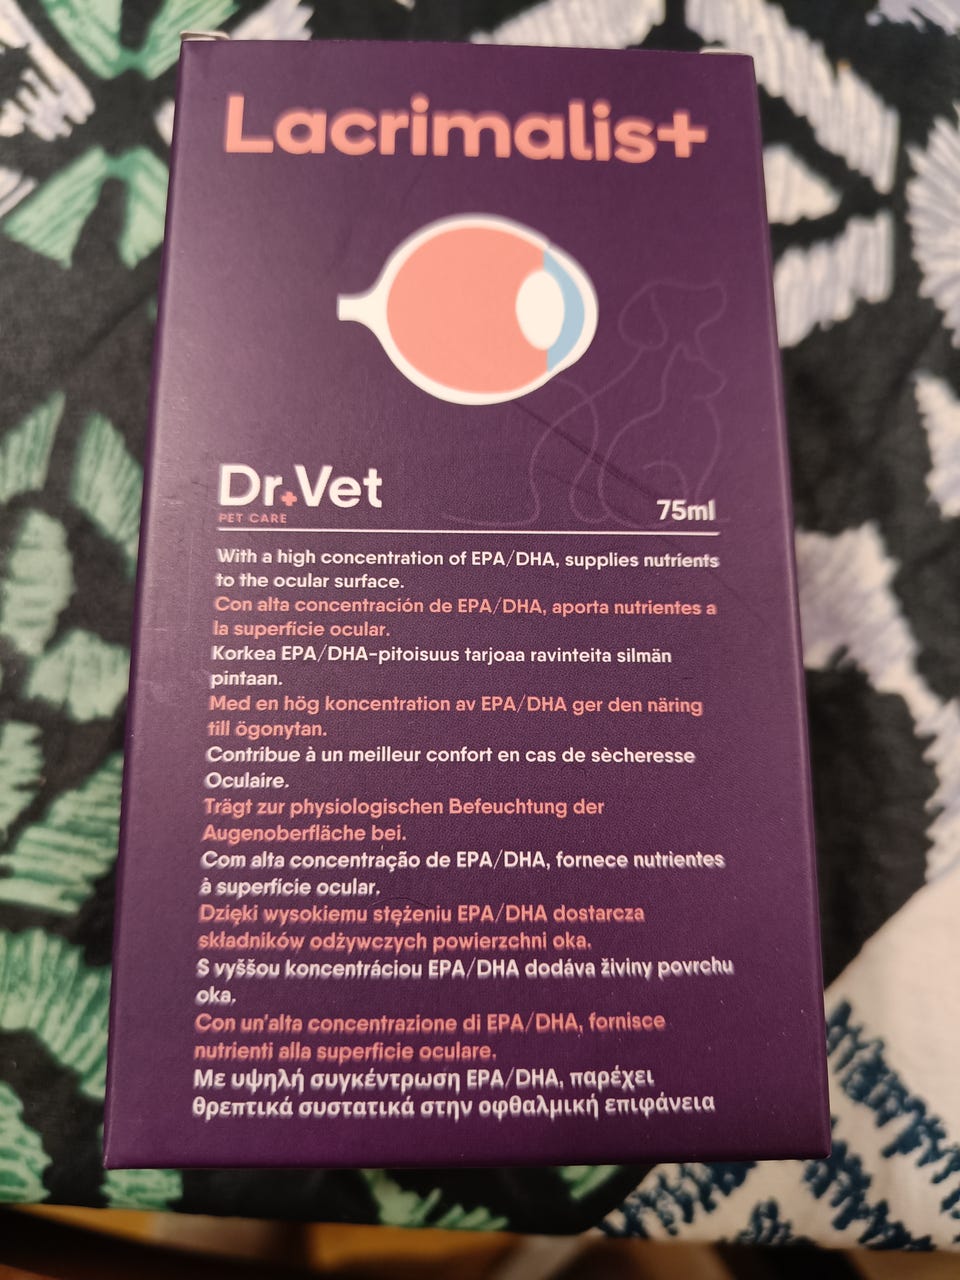 Lacrimalis+
Dr.Vet
PET CARE
75ml
With a high concentration of EPA/DHA, supplies nutrients
to the ocular surface.
Con alta concentración de EPA/DHA, aporta nutrientes a
la superficie ocular.
Korkea EPA/DHA-pitoisuus tarjoaa ravinteita silmän
pintaan.
Med en hög koncentration av EPA/DHA ger den näring
till ögonytan.
Contribue à un meilleur confort en cas de sècheresse
Oculaire.
Trägt zur physiologischen Befeuchtung der
Augenoberfläche bei.
Com alta concentração de EPA/DHA, fornece nutrientes
à superfície ocular.
Dzięki wysokiemu stężeniu EPA/DHA dostarcza
składników odżywczych powierzchni oka.
S vyššou koncentráciou EPA/DHA dodáva živiny povrchu
oka.
Con un'alta concentrazione di EPA/DHA, fornisce
nutrienti alla superficie oculare.
Με υψηλή συγκέντρωση EPA/DHA, παρέχει
θρεπτικά συστατικά στην οφθαλμική επιφάνεια